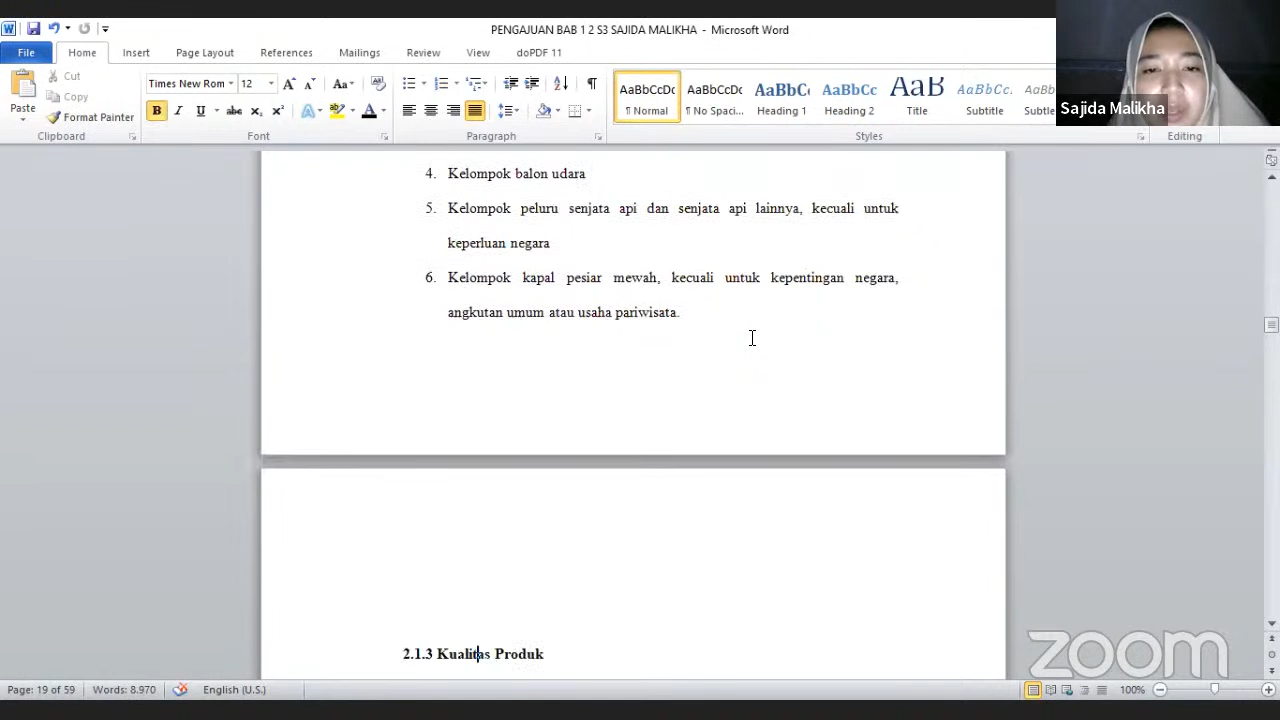 PENGAJUAN BAB 1 2 S3 SAJIDA MALIKHA - Microsoft Word
File Home Insert Page Layout References Mailings Review View doPDF 11
Cut
Copy
Format Painter
Paste
Times New Rom 12
AaBbCcDc AaBbCcDc AaBbC AaBbCc AaB AaBbCc. AaBb
¶ Normal ¶ No Spaci... Heading 1 Heading 2 Title Subtitle Subtle
Clipboard Font Paragraph Styles Editing
Sajida Malikha
4. Kelompok balon udara
5. Kelompok peluru senjata api dan senjata api lainnya, kecuali untuk
keperluan negara
6. Kelompok kapal pesiar mewah, kecuali untuk kepentingan negara,
angkutan umum atau usaha pariwisata.
2.1.3 Kualitas Produk
zoom
Page: 19 of 59 Words: 8.970 English (U.S.) 100%